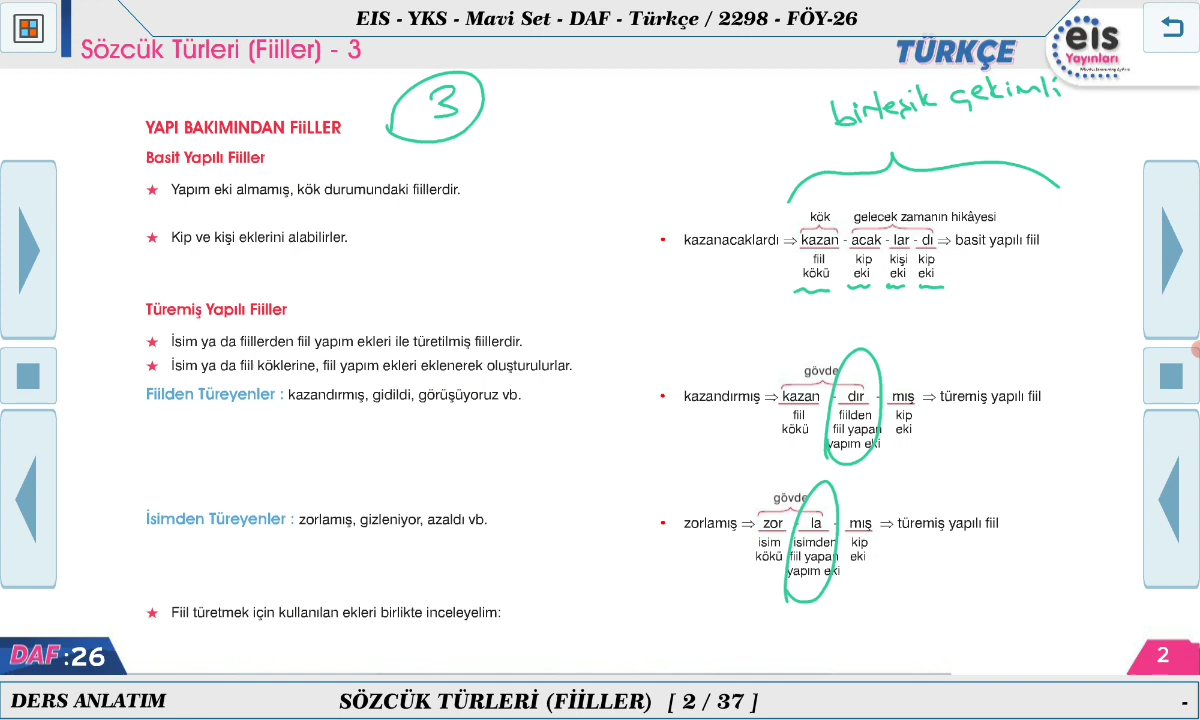 EIS - YKS - Mavi Set - DAF - Türkçe / 2298 - FÖY-26
Sözcük Türleri (Fiiller) - 3
TÜRKÇE
eis
Yayınları
3
birleşik çekimli
YAPI BAKIMINDAN FiiLLER
Basit Yapılı Fiiller
★ Yapım eki almamış, kök durumundaki fiillerdir.
★ Kip ve kişi eklerini alabilirler.
kök gelecek zamanın hikâyesi
• kazanacaklardı ⇒ kazan - acak - lar - dı ⇒ basit yapılı fiil
fiil kip kişi kip
kökü eki eki eki
Türemiş Yapılı Fiiller
★ İsim ya da fiillerden fiil yapım ekleri ile türetilmiş fiillerdir.
★ İsim ya da fiil köklerine, fiil yapım ekleri eklenerek oluşturulurlar.
Fiilden Türeyenler : kazandırmış, gidildi, görüşüyoruz vb.
gövde
• kazandırmış ⇒ kazan - dır - mış ⇒ türemiş yapılı fiil
fiil fiilden kip
kökü fiil yapan eki
yapım eki
İsimden Türeyenler : zorlamış, gizleniyor, azaldı vb.
gövde
• zorlamış ⇒ zor - la - mış ⇒ türemiş yapılı fiil
isim isimden kip
kökü fiil yapan eki
yapım eki
★ Fiil türetmek için kullanılan ekleri birlikte inceleyelim:
DAF :26
2
DERS ANLATIM
SÖZCÜK TÜRLERİ (FİİLLER) [ 2 / 37 ]
-